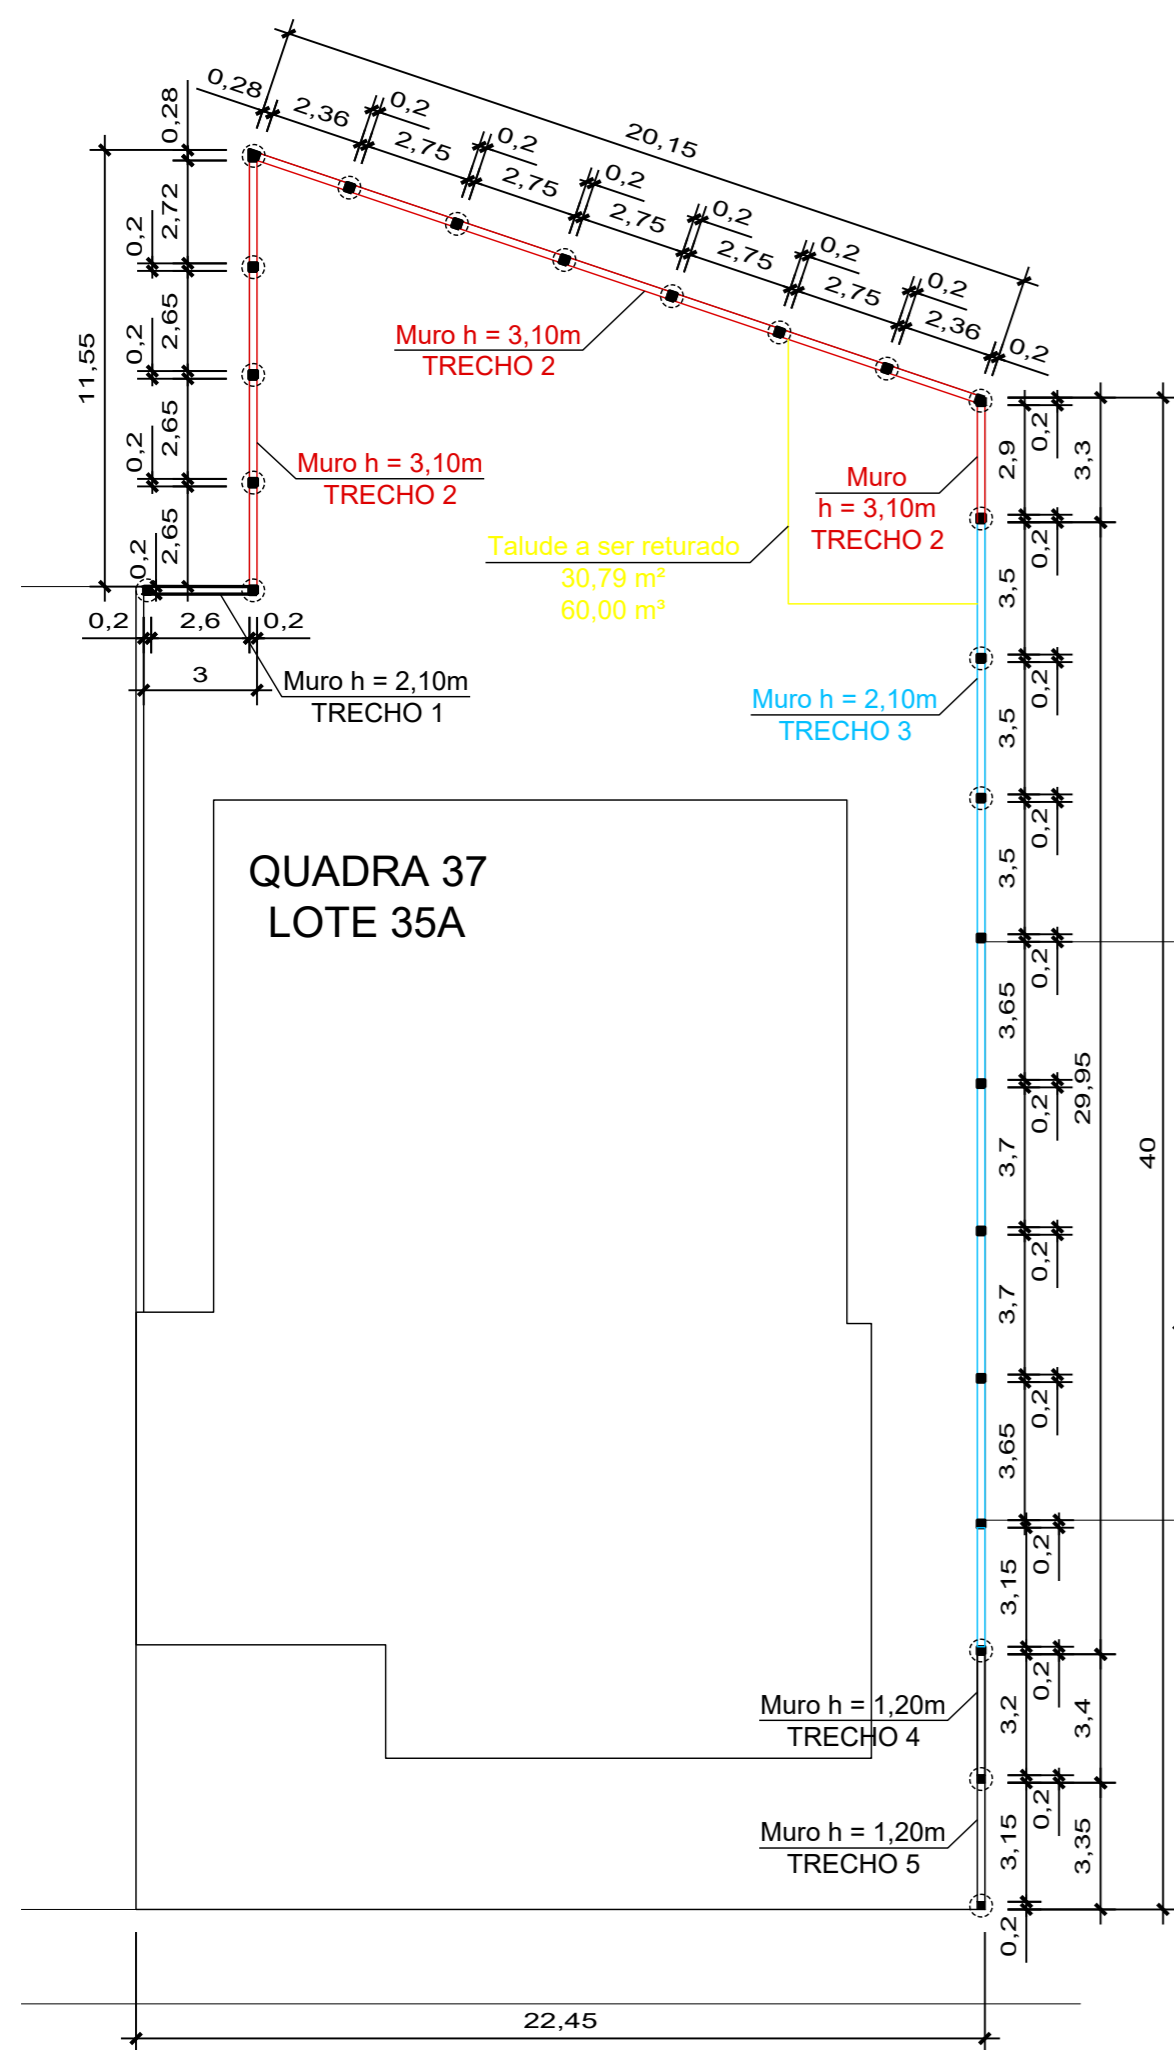 0,28
2,36
0,2
2,75
0,2
2,75
0,2
2,75
0,2
2,75
0,2
2,75
0,2
2,36
0,2
20,15
0,28
2,72
0,2
2,65
0,2
2,65
0,2
2,65
0,2
11,55
Muro h = 3,10m
TRECHO 2
Muro h = 3,10m
TRECHO 2
Muro
h = 3,10m
TRECHO 2
Talude a ser returado
30,79 m²
60,00 m³
0,2
2,6
0,2
3
Muro h = 2,10m
TRECHO 1
Muro h = 2,10m
TRECHO 3
QUADRA 37
LOTE 35A
0,2
2,9
3,3
0,2
3,5
0,2
3,5
0,2
3,5
0,2
3,65
0,2
3,7
0,2
3,7
0,2
3,65
0,2
3,15
0,2
29,95
40
Muro h = 1,20m
TRECHO 4
3,2
3,4
0,2
Muro h = 1,20m
TRECHO 5
3,15
3,35
0,2
22,45